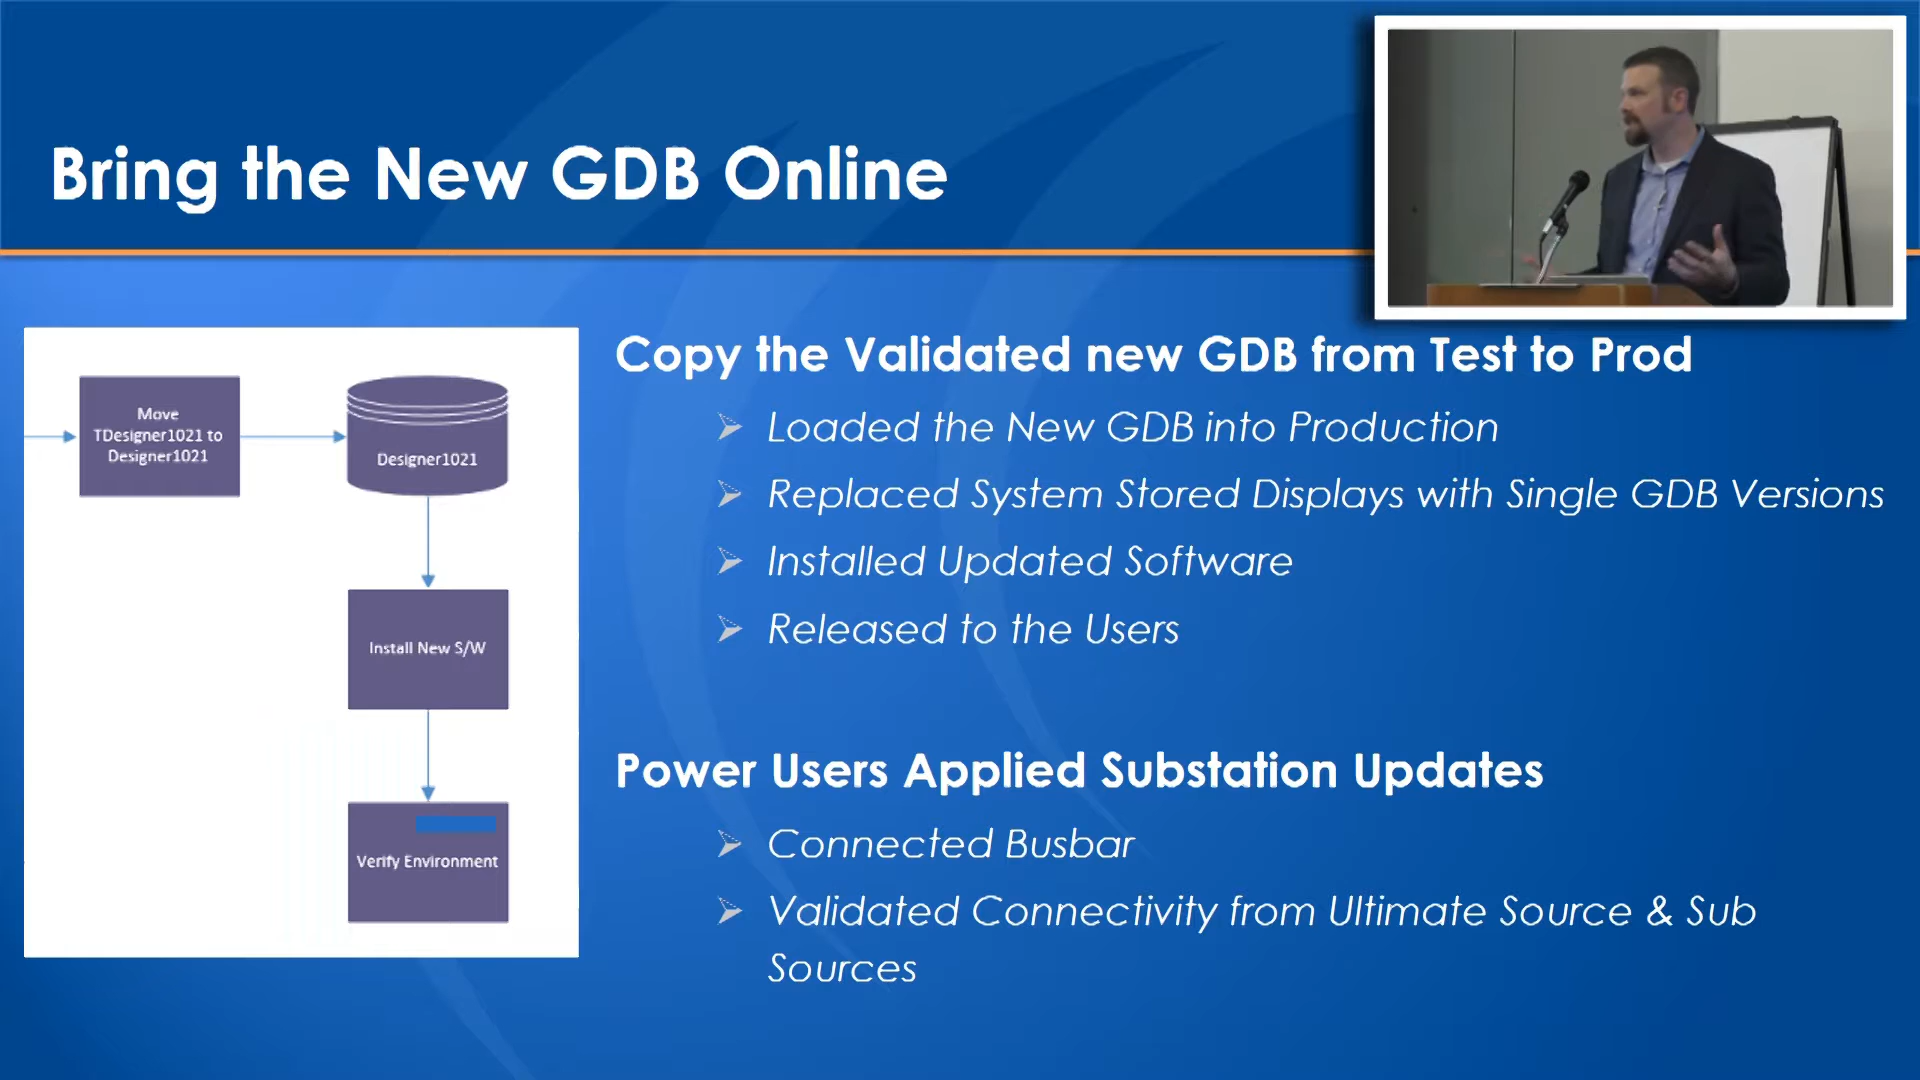 Bring the New GDB Online
Move
TDesigner1021 to
Designer1021
Designer1021
Install New S/W
Verify Environment
Copy the Validated new GDB from Test to Prod
Loaded the New GDB into Production
Replaced System Stored Displays with Single GDB Versions
Installed Updated Software
Released to the Users
Power Users Applied Substation Updates
Connected Busbar
Validated Connectivity from Ultimate Source & Sub
Sources